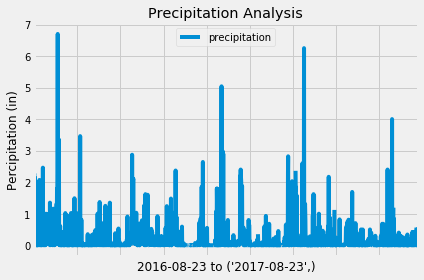 Precipitation Analysis
precipitation
Percipitation (in)
7
6
5
4
3
2
1
0
2016-08-23 to ('2017-08-23',)